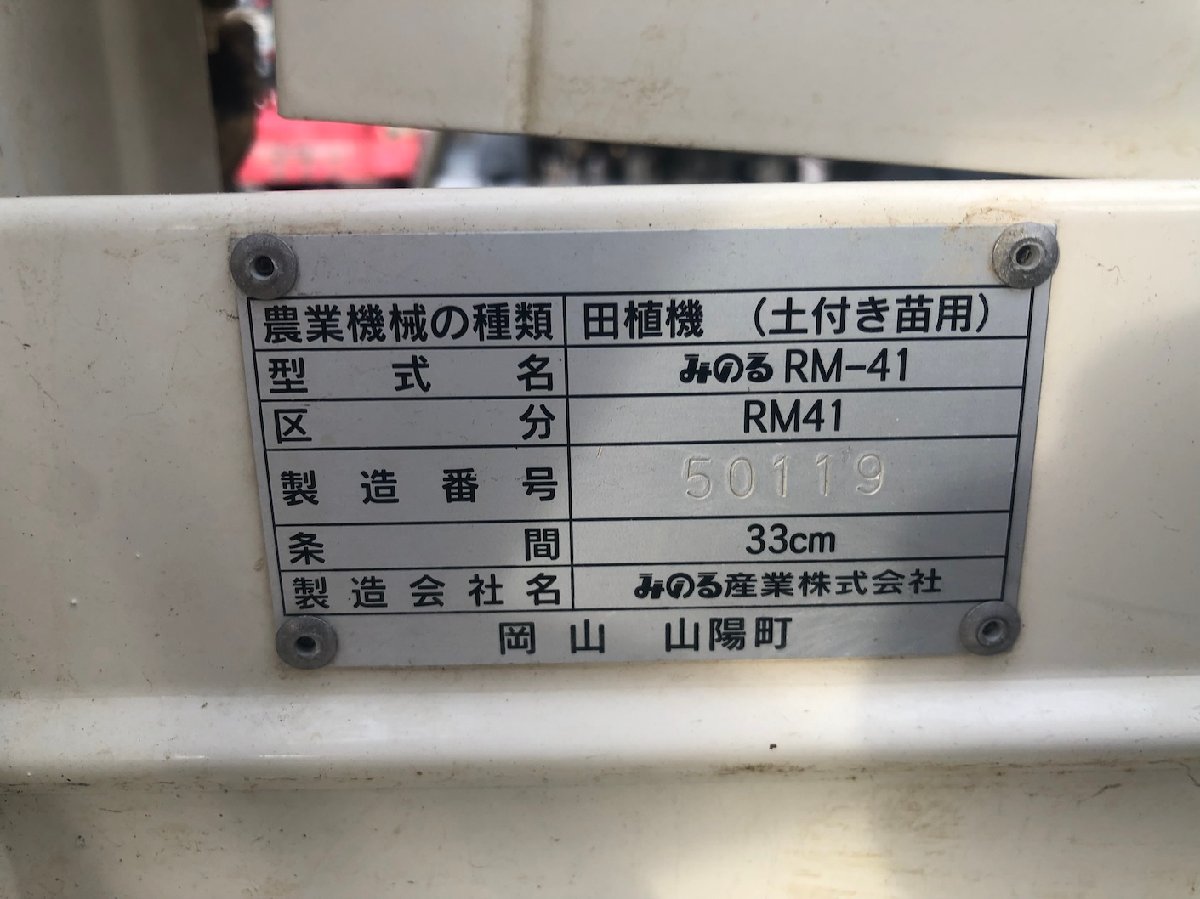 農業機械の種類 田植機 （土付き苗用）
型式名 みのる RM-41
区分 RM41
製造番号 50119
条間 33cm
製造会社名 みのる産業株式会社
岡山 山陽町